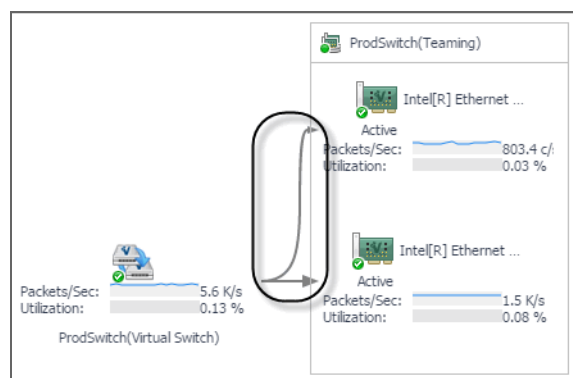 ProdSwitch(Teaming)
Intel[R] Ethernet ...
Active
Packets/Sec: 803.4 c/s
Utilization: 0.03 %
Intel[R] Ethernet ...
Active
Packets/Sec: 1.5 K/s
Utilization: 0.08 %
Packets/Sec: 5.6 K/s
Utilization: 0.13 %
ProdSwitch(Virtual Switch)